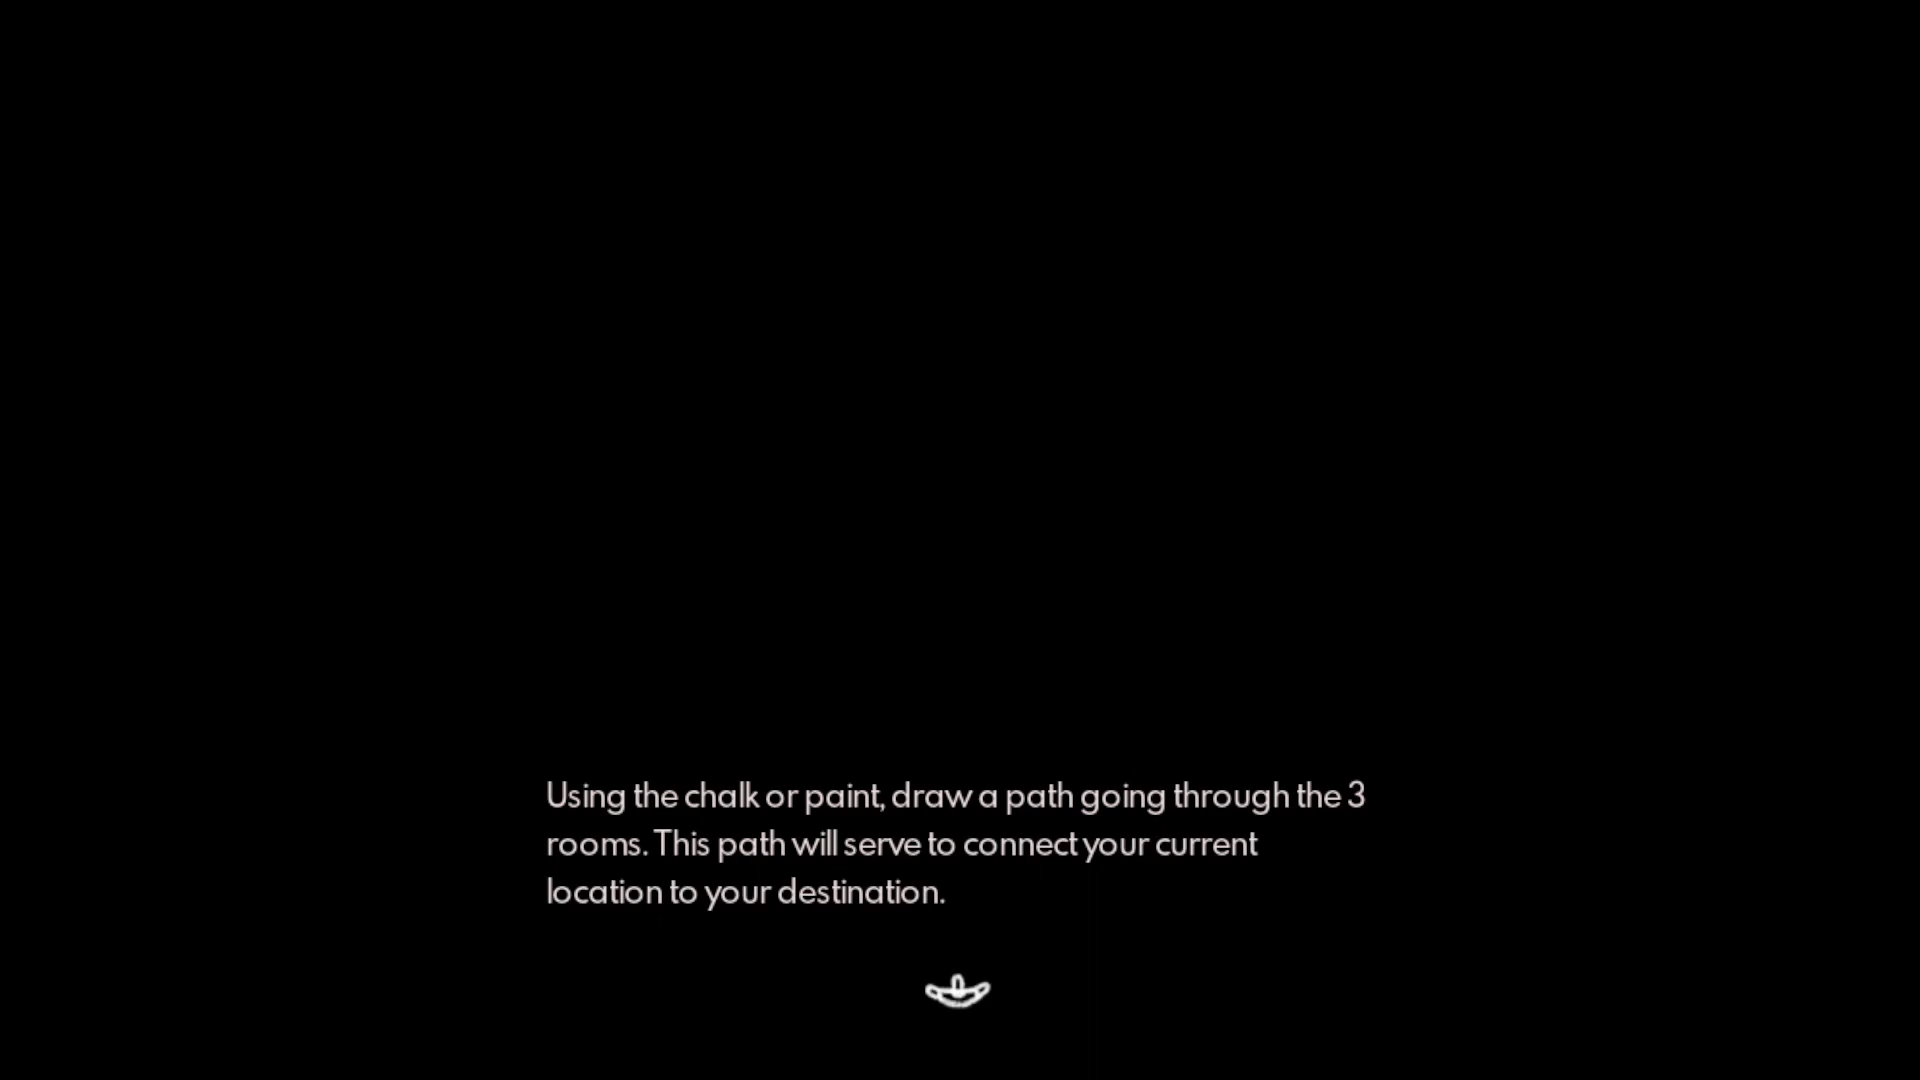 Using the chalk or paint, draw a path going through the 3
rooms. This path will serve to connect your current
location to your destination.